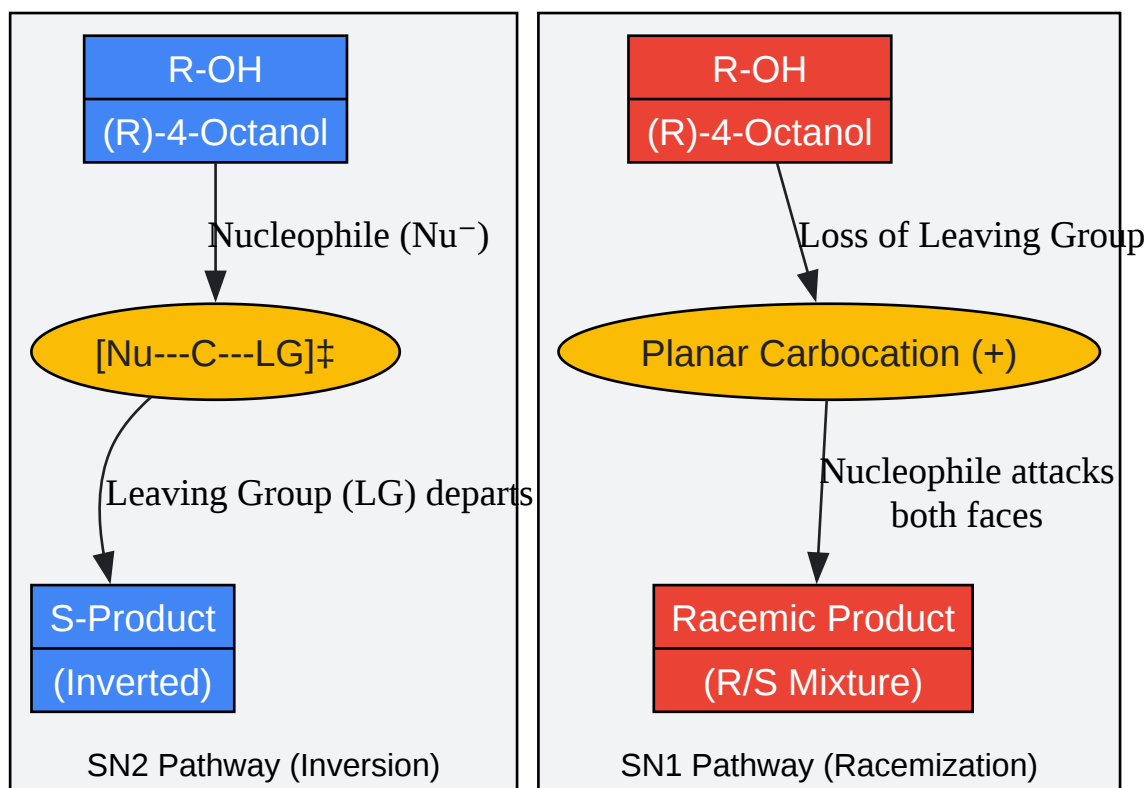 R-OH
(R)-4-Octanol
Nucleophile (Nu⁻)
[Nu---C---LG]‡
Leaving Group (LG) departs
S-Product
(Inverted)
SN2 Pathway (Inversion)
R-OH
(R)-4-Octanol
Loss of Leaving Group
Planar Carbocation (+)
Nucleophile attacks
both faces
Racemic Product
(R/S Mixture)
SN1 Pathway (Racemization)